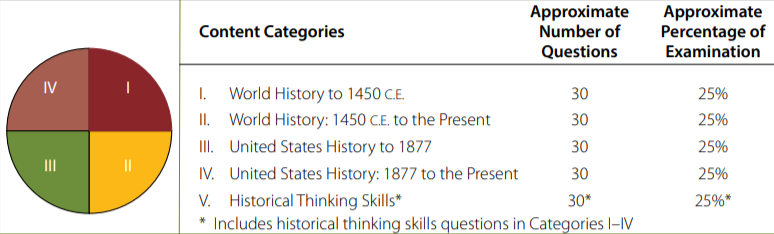 IV
I
III
II
Content Categories
Approximate
Number of
Questions
Approximate
Percentage of
Examination
I. World History to 1450 C.E. 30 25%
II. World History: 1450 C.E. to the Present 30 25%
III. United States History to 1877 30 25%
IV. United States History: 1877 to the Present 30 25%
V. Historical Thinking Skills* 30* 25%*
* Includes historical thinking skills questions in Categories I–IV